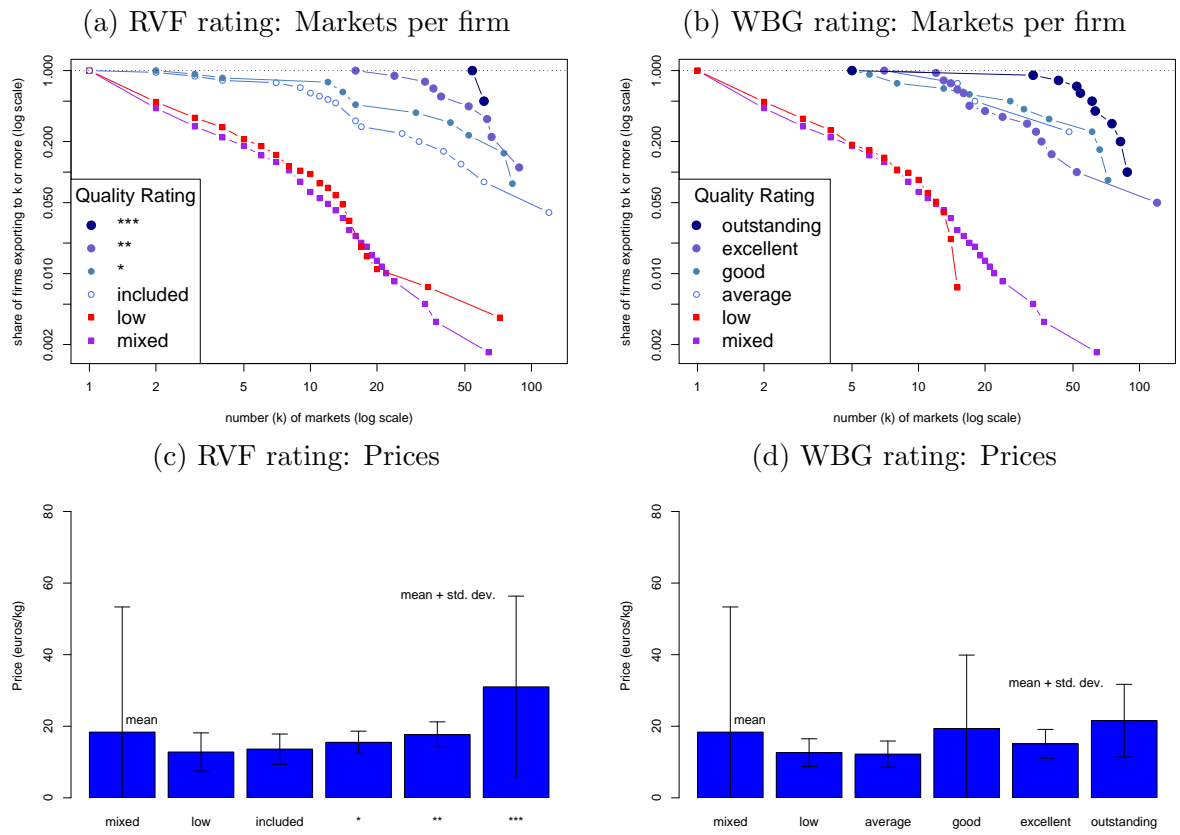 (a) RVF rating: Markets per firm
share of firms exporting to k or more (log scale)
1.000
0.200
0.050
0.010
0.002
Quality Rating
***
**
*
included
low
mixed
1 2 5 10 20 50 100
number (k) of markets (log scale)
(b) WBG rating: Markets per firm
share of firms exporting to k or more (log scale)
1.000
0.200
0.050
0.010
0.002
Quality Rating
outstanding
excellent
good
average
low
mixed
1 2 5 10 20 50 100
number (k) of markets (log scale)
(c) RVF rating: Prices
Price (euros/kg)
80
60
40
20
0
mean + std. dev.
mean
mixed low included * ** ***
(d) WBG rating: Prices
Price (euros/kg)
80
60
40
20
0
mean + std. dev.
mean
mixed low average good excellent outstanding